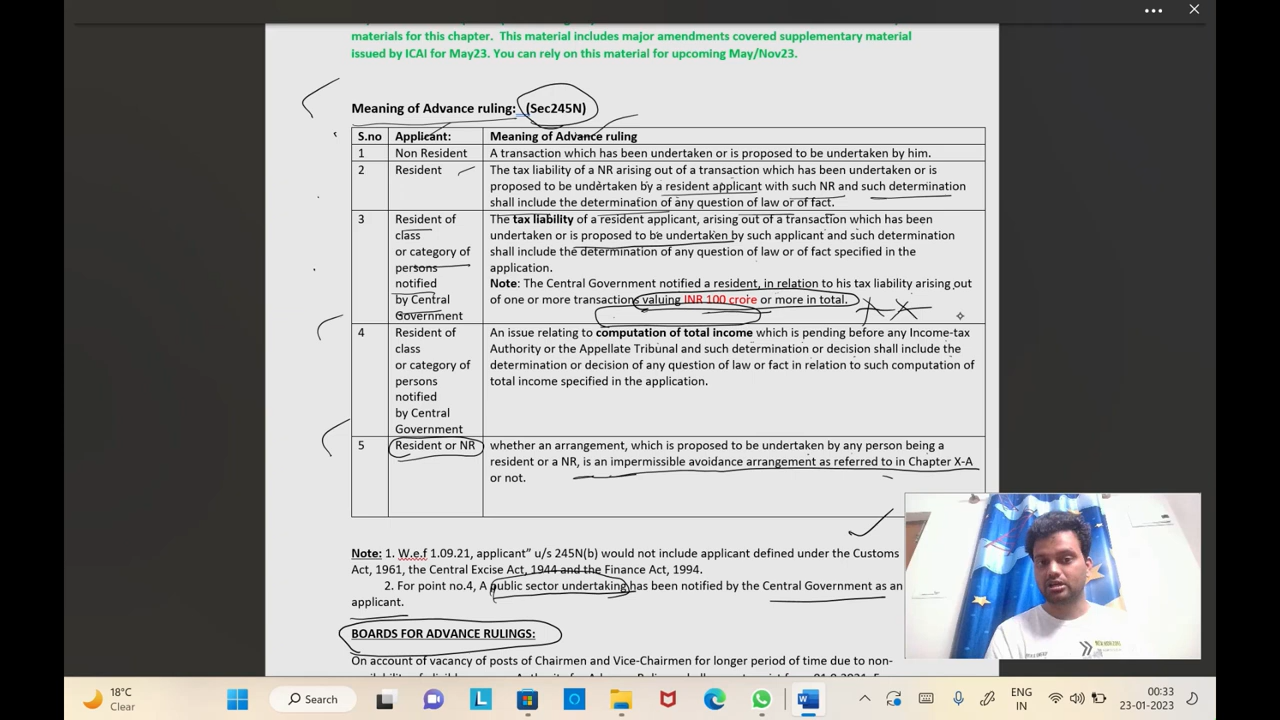 materials for this chapter. This material includes major amendments covered supplementary material
issued by ICAI for May23. You can rely on this material for upcoming May/Nov23.
Meaning of Advance ruling: (Sec245N)
S.no Applicant: Meaning of Advance ruling
1 Non Resident A transaction which has been undertaken or is proposed to be undertaken by him.
2 Resident The tax liability of a NR arising out of a transaction which has been undertaken or is
proposed to be undertaken by a resident applicant with such NR and such determination
shall include the determination of any question of law or of fact.
3 Resident of The tax liability of a resident applicant, arising out of a transaction which has been
class undertaken or is proposed to be undertaken by such applicant and such determination
or category of shall include the determination of any question of law or of fact specified in the
persons application.
notified Note: The Central Government notified a resident, in relation to his tax liability arising out
by Central of one or more transactions valuing INR 100 crore or more in total.
Government
4 Resident of An issue relating to computation of total income which is pending before any Income-tax
class Authority or the Appellate Tribunal and such determination or decision shall include the
or category of determination or decision of any question of law or fact in relation to such computation of
persons total income specified in the application.
notified
by Central
Government
5 Resident or NR whether an arrangement, which is proposed to be undertaken by any person being a
resident or a NR, is an impermissible avoidance arrangement as referred to in Chapter X-A
or not.
Note: 1. W.e.f 1.09.21, applicant” u/s 245N(b) would not include applicant defined under the Customs
Act, 1961, the Central Excise Act, 1944 and the Finance Act, 1994.
2. For point no.4, A public sector undertaking has been notified by the Central Government as an
applicant.
BOARDS FOR ADVANCE RULINGS:
On account of vacancy of posts of Chairmen and Vice-Chairmen for longer period of time due to non-
18°C
Clear
Search
ENG
IN
00:33
23-01-2023